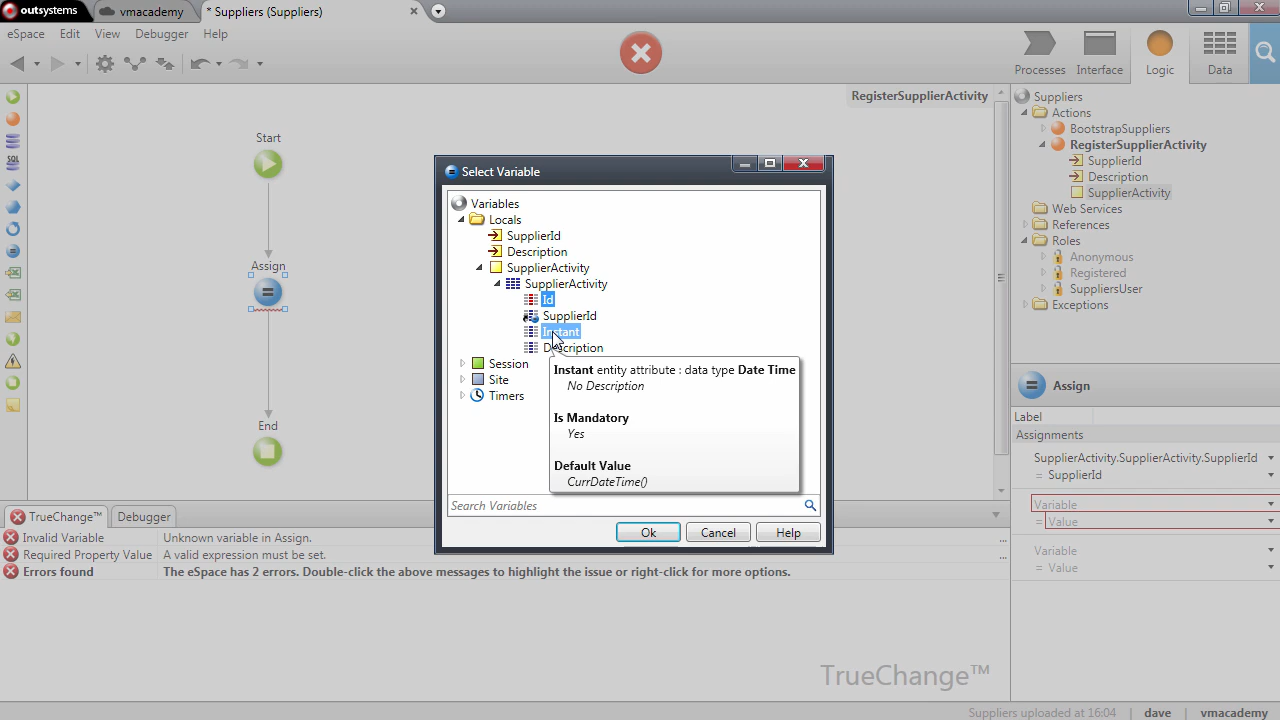 outsystems
vmacademy
* Suppliers (Suppliers)
eSpace Edit View Debugger Help
Processes Interface Logic Data
RegisterSupplierActivity
Start
Assign
End
Select Variable
Variables
Locals
SupplierId
Description
SupplierActivity
SupplierActivity
Id
SupplierId
Instant
Description
Session
Site
Timers
Instant entity attribute : data type Date Time
No Description
Is Mandatory
Yes
Default Value
CurrDateTime()
Search Variables
Ok Cancel Help
Suppliers
Actions
BootstrapSuppliers
RegisterSupplierActivity
SupplierId
Description
SupplierActivity
Web Services
References
Roles
Anonymous
Registered
SuppliersUser
Exceptions
Assign
Label
Assignments
SupplierActivity.SupplierActivity.SupplierId
= SupplierId
Variable
= Value
Variable
= Value
TrueChange™ Debugger
Invalid Variable Unknown variable in Assign. ...
Required Property Value A valid expression must be set. ...
Errors found The eSpace has 2 errors. Double-click the above messages to highlight the issue or right-click for more options.
TrueChange™
Suppliers uploaded at 16:04 dave vmacademy
SQL